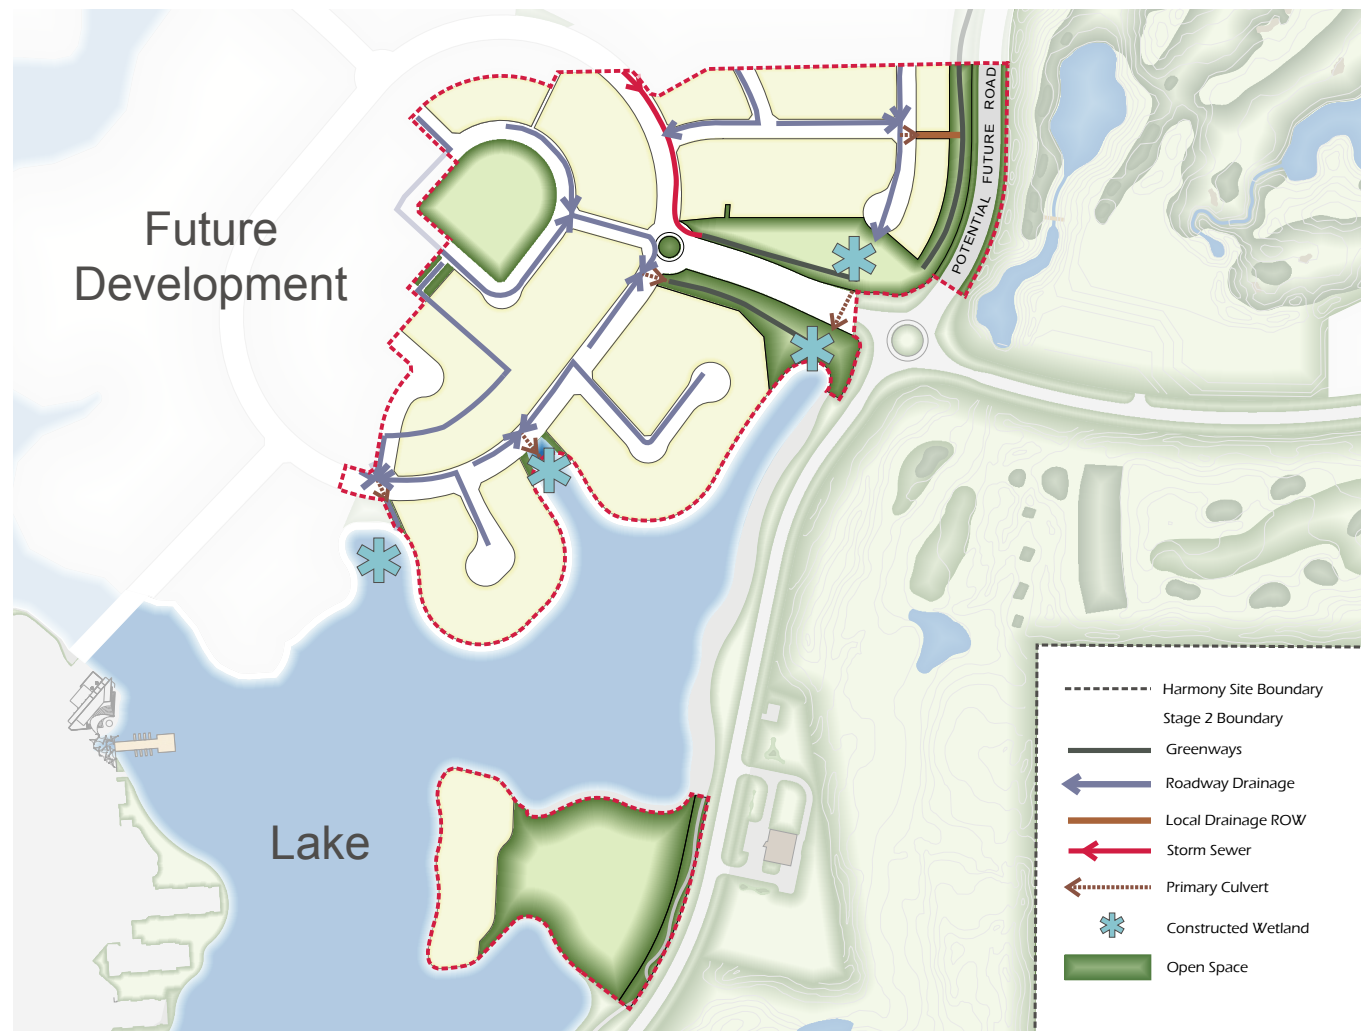 POTENTIAL FUTURE ROAD
Future
Development
Lake
Harmony Site Boundary
Stage 2 Boundary
Greenways
Roadway Drainage
Local Drainage ROW
Storm Sewer
Primary Culvert
Constructed Wetland
Open Space